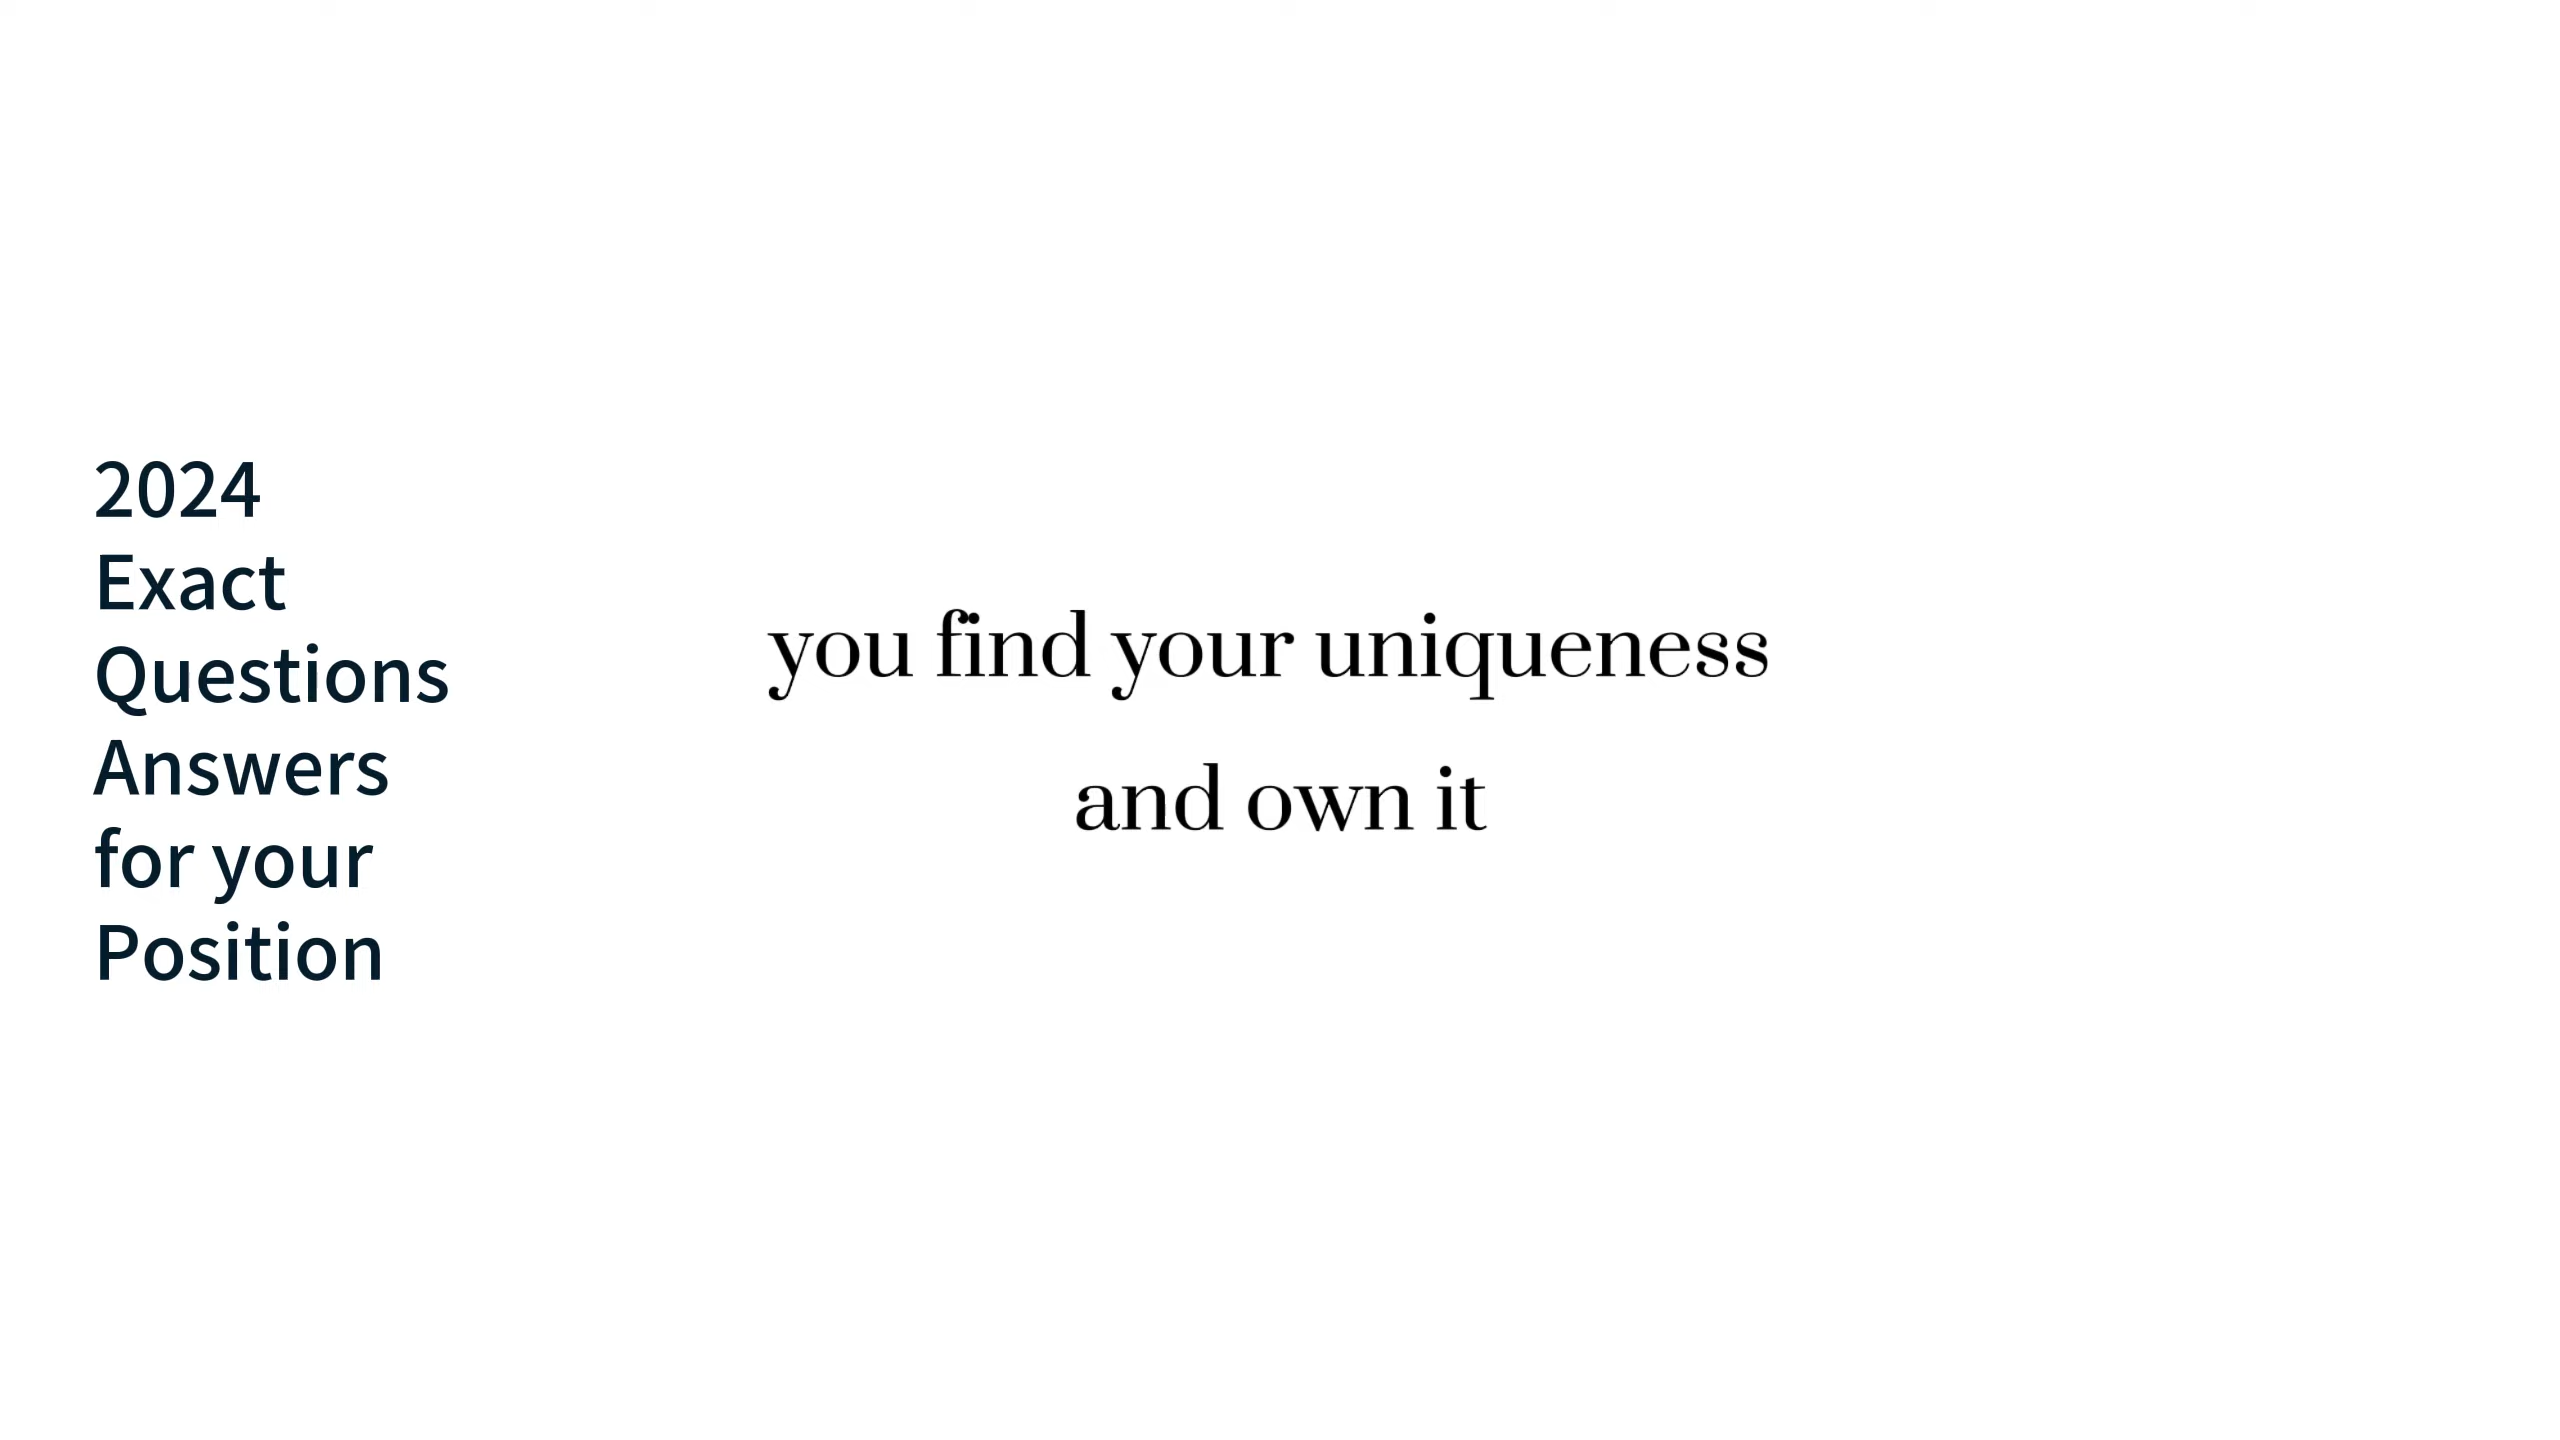 2024
Exact
Questions
Answers
for your
Position
you find your uniqueness
and own it